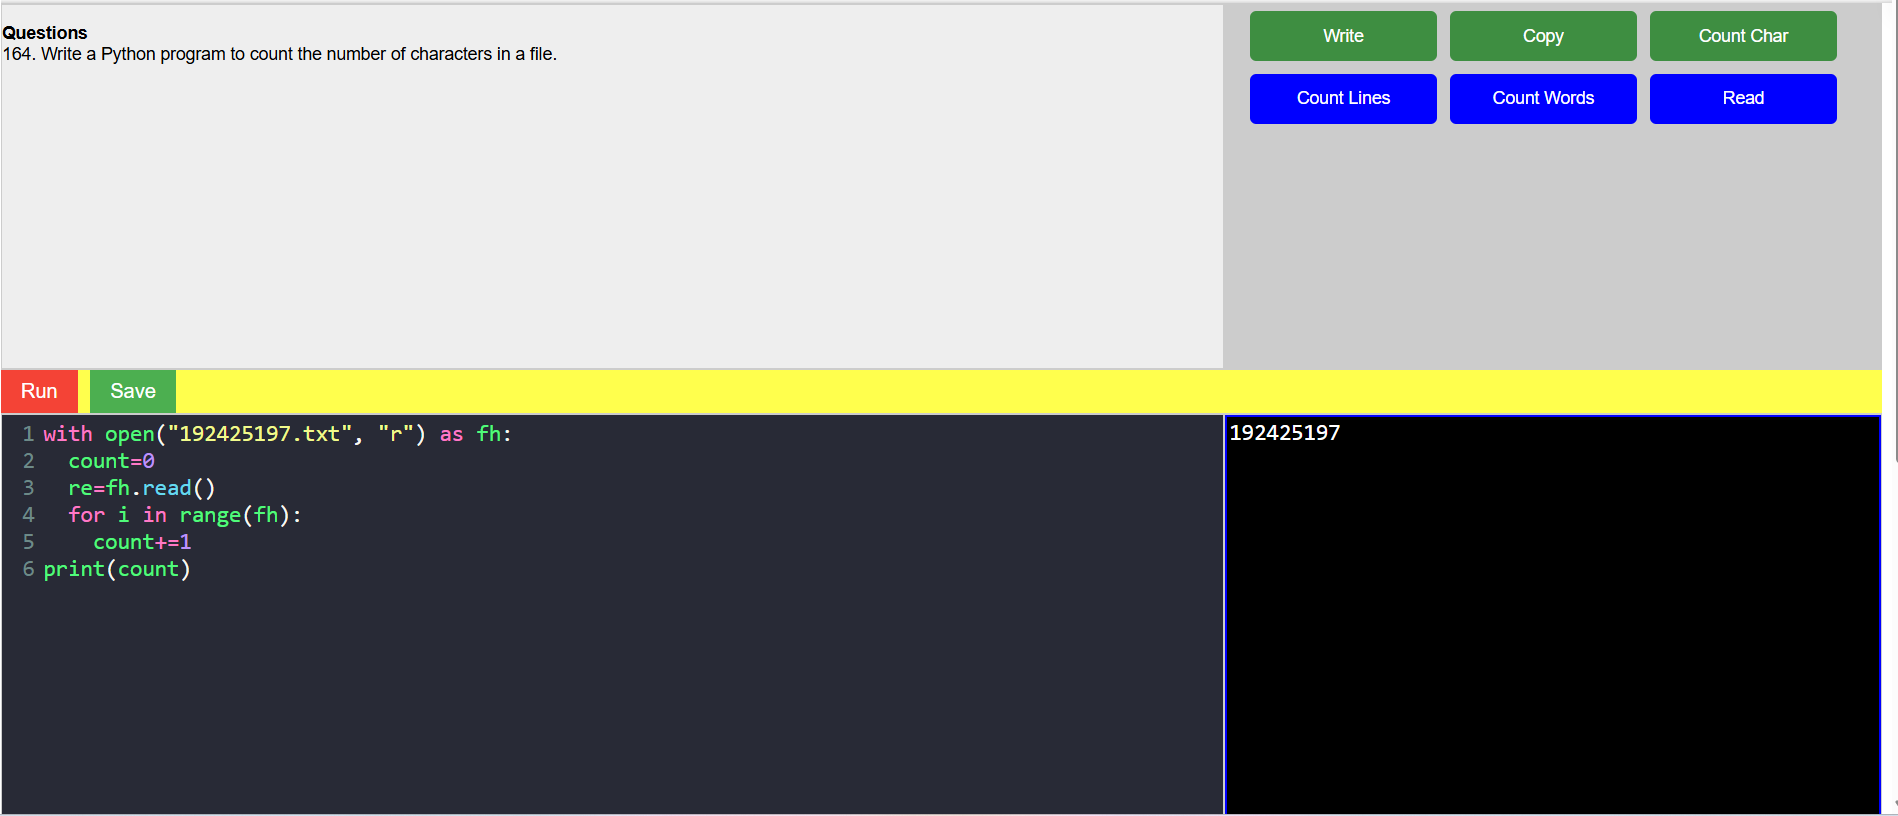 Questions
164. Write a Python program to count the number of characters in a file.
Write
Copy
Count Char
Count Lines
Count Words
Read
Run
Save
1 with open("192425197.txt", "r") as fh:
2   count=0
3   re=fh.read()
4   for i in range(fh):
5     count+=1
6 print(count)
192425197